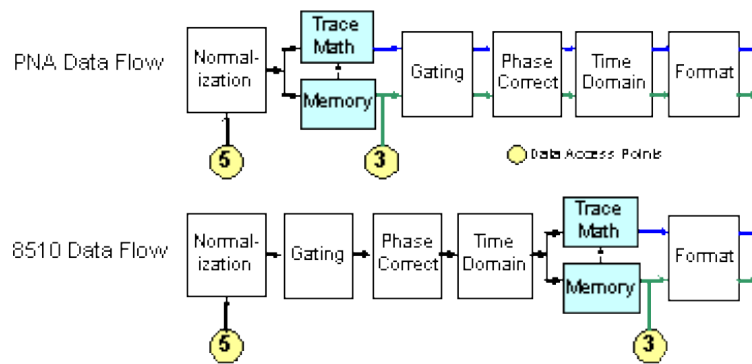 PNA Data Flow
Normal-
ization
Trace
Math
Memory
Gating
Phase
Correct
Time
Domain
Format
5
3
Data Access Points
8510 Data Flow
Normal-
ization
Gating
Phase
Correct
Time
Domain
Trace
Math
Memory
Format
5
3